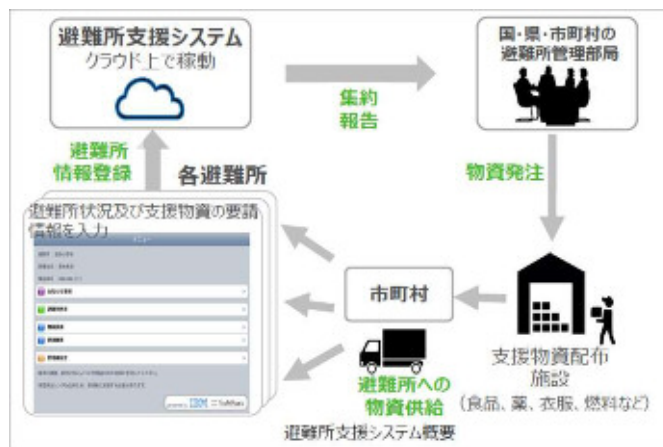 避難所支援システム
クラウド上で稼動
国・県・市町村の
避難所管理部局
集約
報告
避難所
情報登録
各避難所
物資発注
避難所状況及び支援物資の要請
情報を入力
メニュー
市町村
支援物資配布
施設
(食品、薬、衣服、燃料など)
避難所への
物資供給
避難所支援システム概要
IBM